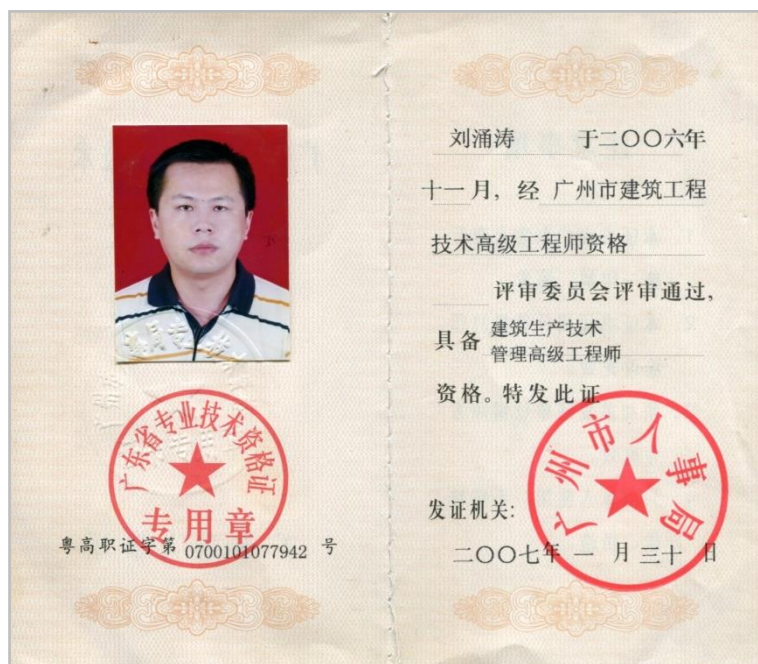 广东省专业技术资格证
专用章
粤高职证字第 0700101077942 号
刘涌涛 于二〇〇六年
十一月，经 广州市建筑工程
技术高级工程师资格
评审委员会评审通过，
具备 建筑生产技术
管理高级工程师
资格。特发此证
广州市人事局
发证机关：
二〇〇七年 一 月 三十 日